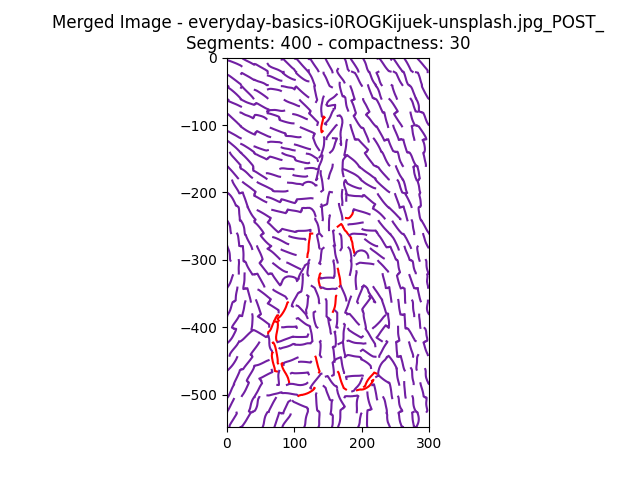 Merged Image - everyday-basics-i0ROGKijuek-unsplash.jpg_POST_
Segments: 400 - compactness: 30
0
−100
−200
−300
−400
−500
0 100 200 300